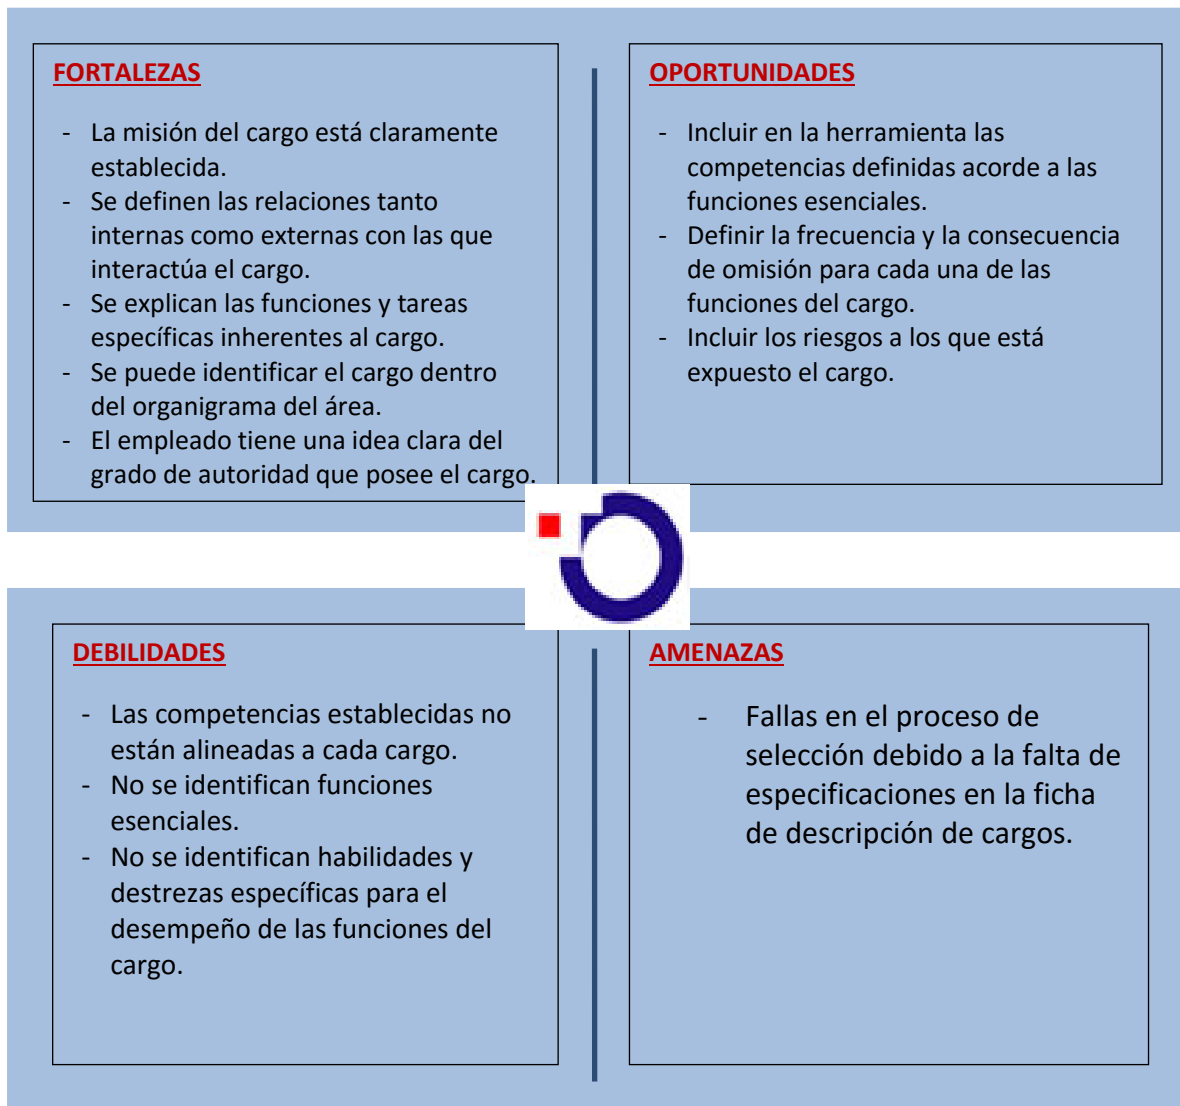 FORTALEZAS
- La misión del cargo está claramente
establecida.
- Se definen las relaciones tanto
internas como externas con las que
interactúa el cargo.
- Se explican las funciones y tareas
específicas inherentes al cargo.
- Se puede identificar el cargo dentro
del organigrama del área.
- El empleado tiene una idea clara del
grado de autoridad que posee el cargo.
OPORTUNIDADES
- Incluir en la herramienta las
competencias definidas acorde a las
funciones esenciales.
- Definir la frecuencia y la consecuencia
de omisión para cada una de las
funciones del cargo.
- Incluir los riesgos a los que está
expuesto el cargo.
DEBILIDADES
- Las competencias establecidas no
están alineadas a cada cargo.
- No se identifican funciones
esenciales.
- No se identifican habilidades y
destrezas específicas para el
desempeño de las funciones del
cargo.
AMENAZAS
- Fallas en el proceso de
selección debido a la falta de
especificaciones en la ficha
de descripción de cargos.